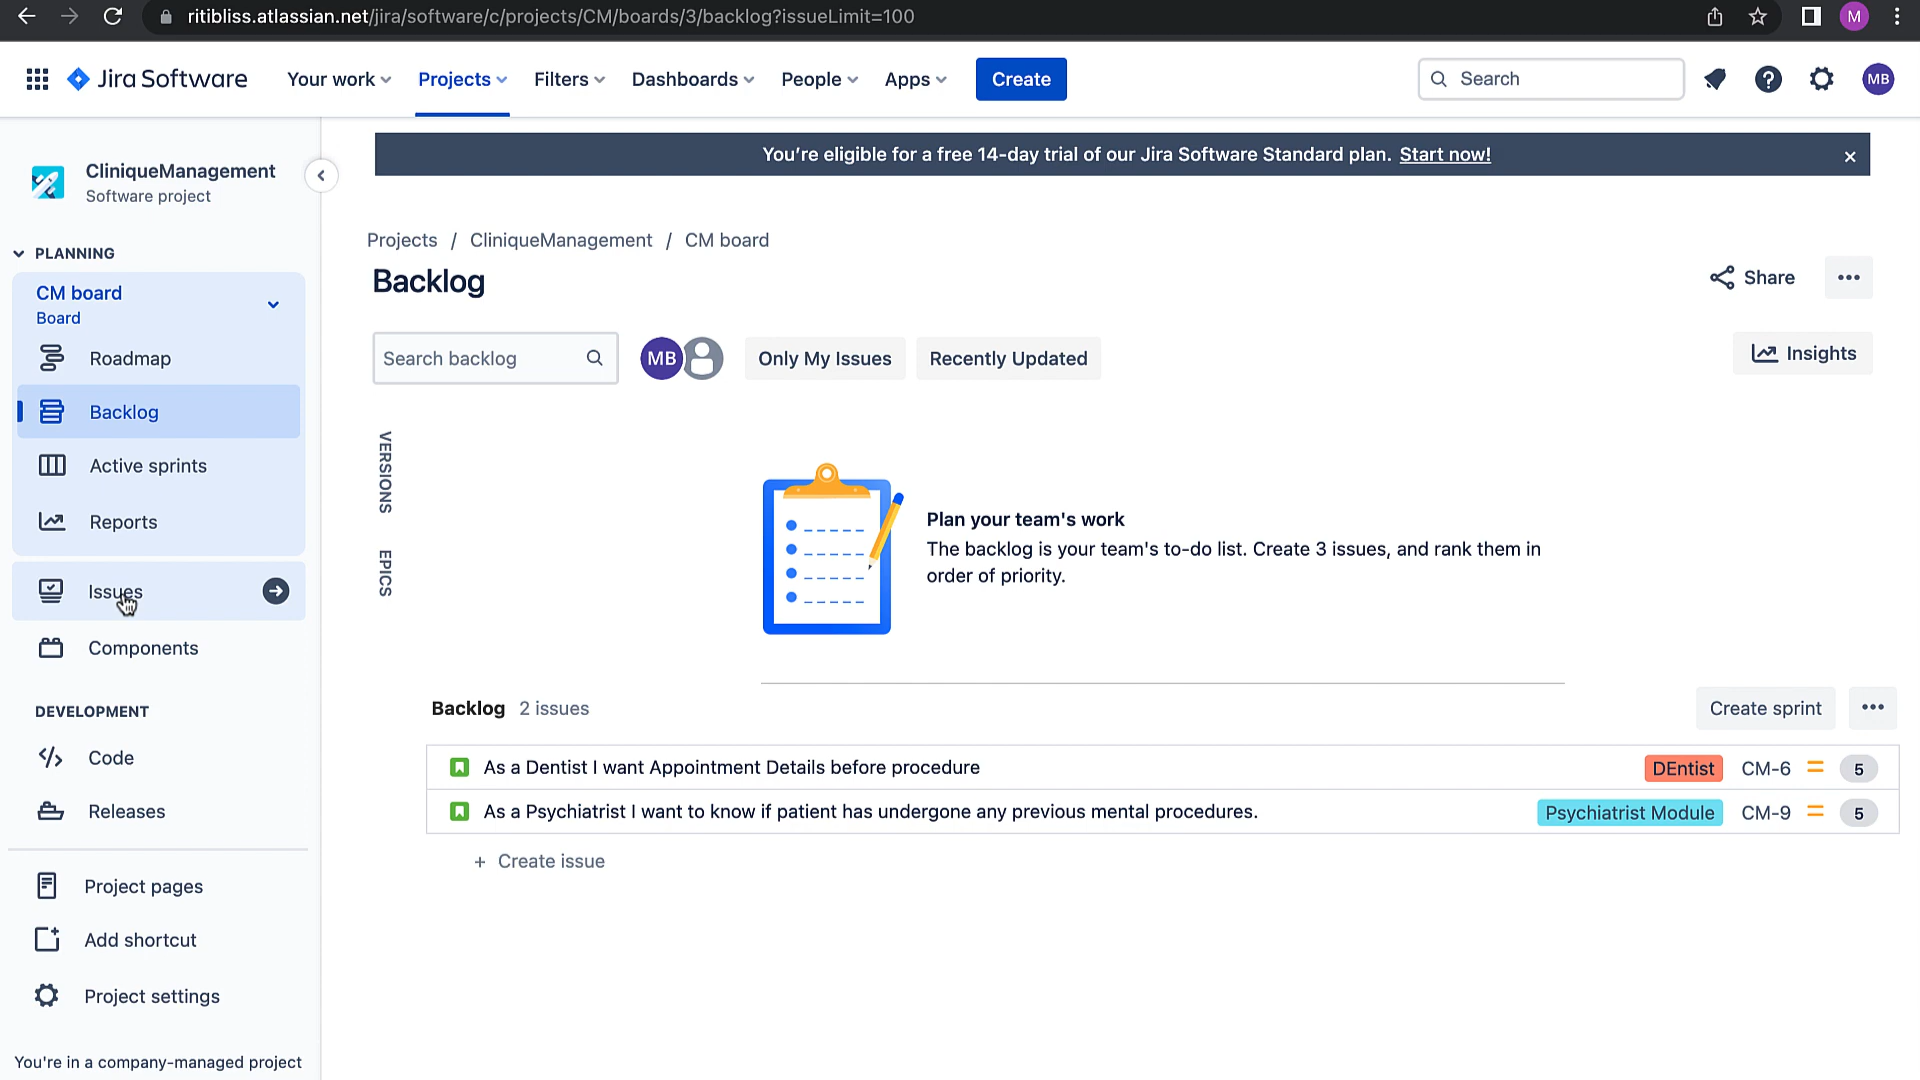 ritibliss.atlassian.net/jira/software/c/projects/CM/boards/3/backlog?issueLimit=100
M
Jira Software
Your work
Projects
Filters
Dashboards
People
Apps
Create
Search
MB
CliniqueManagement
Software project
You're eligible for a free 14-day trial of our Jira Software Standard plan. Start now!
Projects / CliniqueManagement / CM board
Backlog
Share
PLANNING
CM board
Board
Roadmap
Backlog
Active sprints
Reports
Issues
Components
DEVELOPMENT
Code
Releases
Project pages
Add shortcut
Project settings
You're in a company-managed project
Search backlog
MB
Only My Issues
Recently Updated
Insights
VERSIONS
EPICS
Plan your team's work
The backlog is your team's to-do list. Create 3 issues, and rank them in
order of priority.
Backlog 2 issues
Create sprint
As a Dentist I want Appointment Details before procedure DEntist CM-6 5
As a Psychiatrist I want to know if patient has undergone any previous mental procedures. Psychiatrist Module CM-9 5
+ Create issue